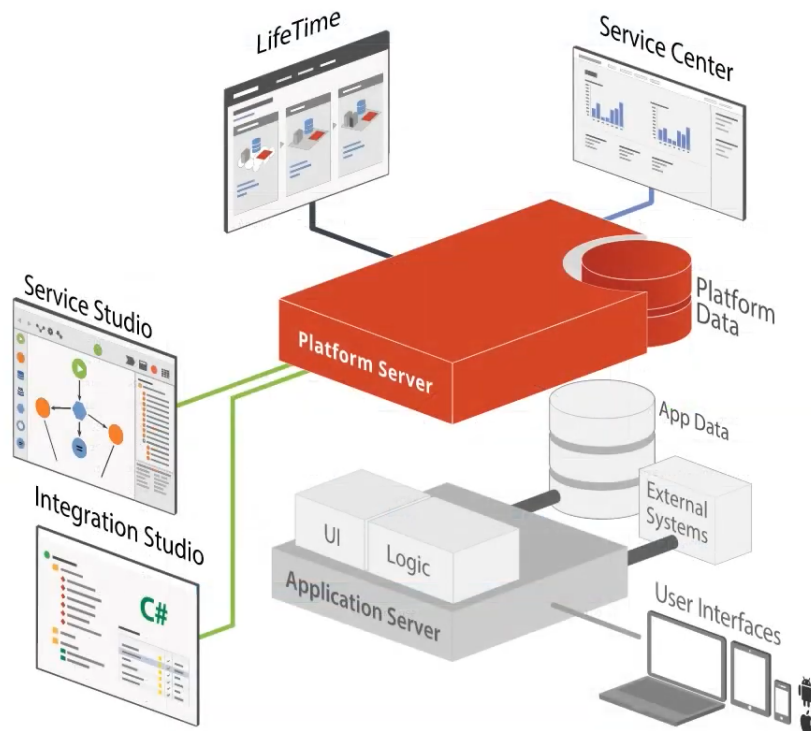 LifeTime
Service Center
Service Studio
Platform Server
Platform
Data
App Data
Integration Studio
External
Systems
UI
Logic
Application Server
C#
User Interfaces